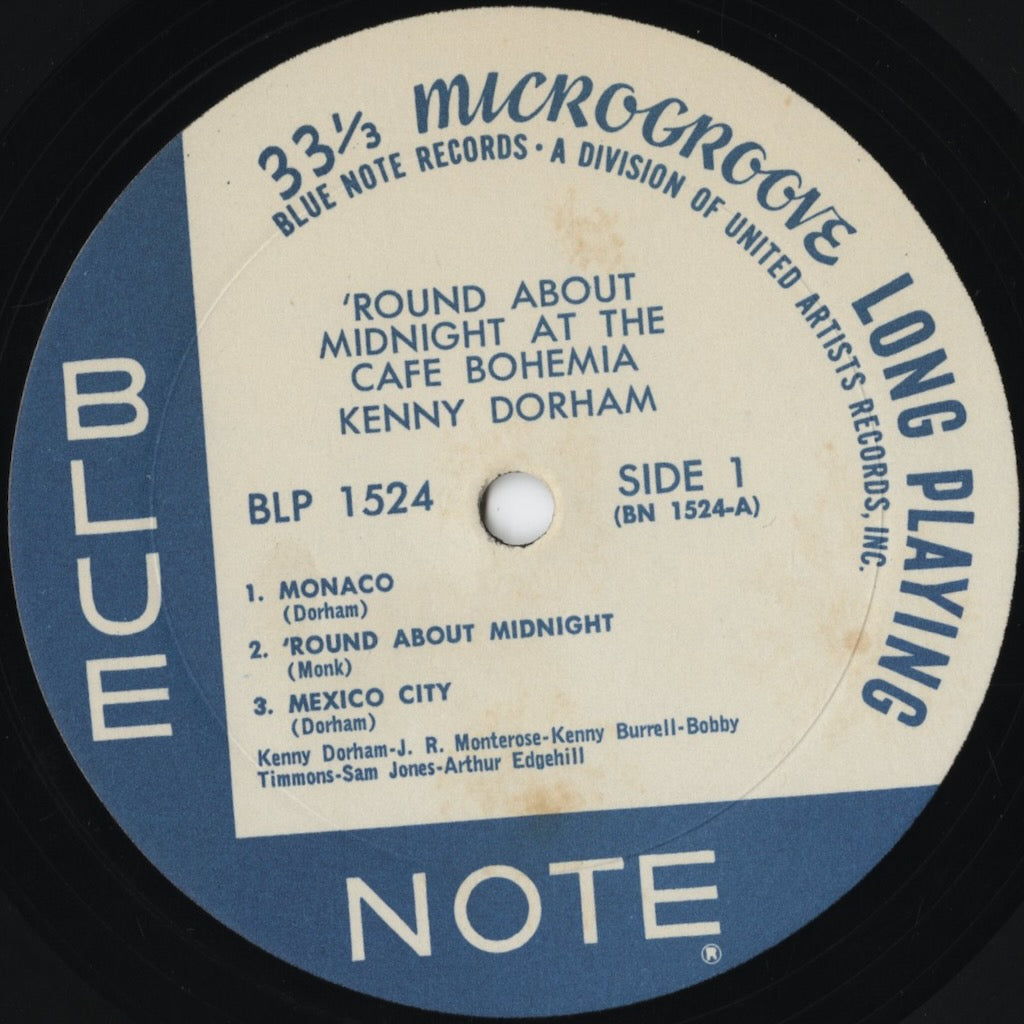 33⅓ MICROGROOVE LONG PLAYING
BLUE NOTE RECORDS · A DIVISION OF UNITED ARTISTS RECORDS, INC.
'ROUND ABOUT
MIDNIGHT AT THE
CAFE BOHEMIA
KENNY DORHAM
BLP 1524
SIDE 1
(BN 1524-A)
1. MONACO
(Dorham)
2. 'ROUND ABOUT MIDNIGHT
(Monk)
3. MEXICO CITY
(Dorham)
Kenny Dorham-J. R. Monterose-Kenny Burrell-Bobby
Timmons-Sam Jones-Arthur Edgehill
BLUE
NOTE®